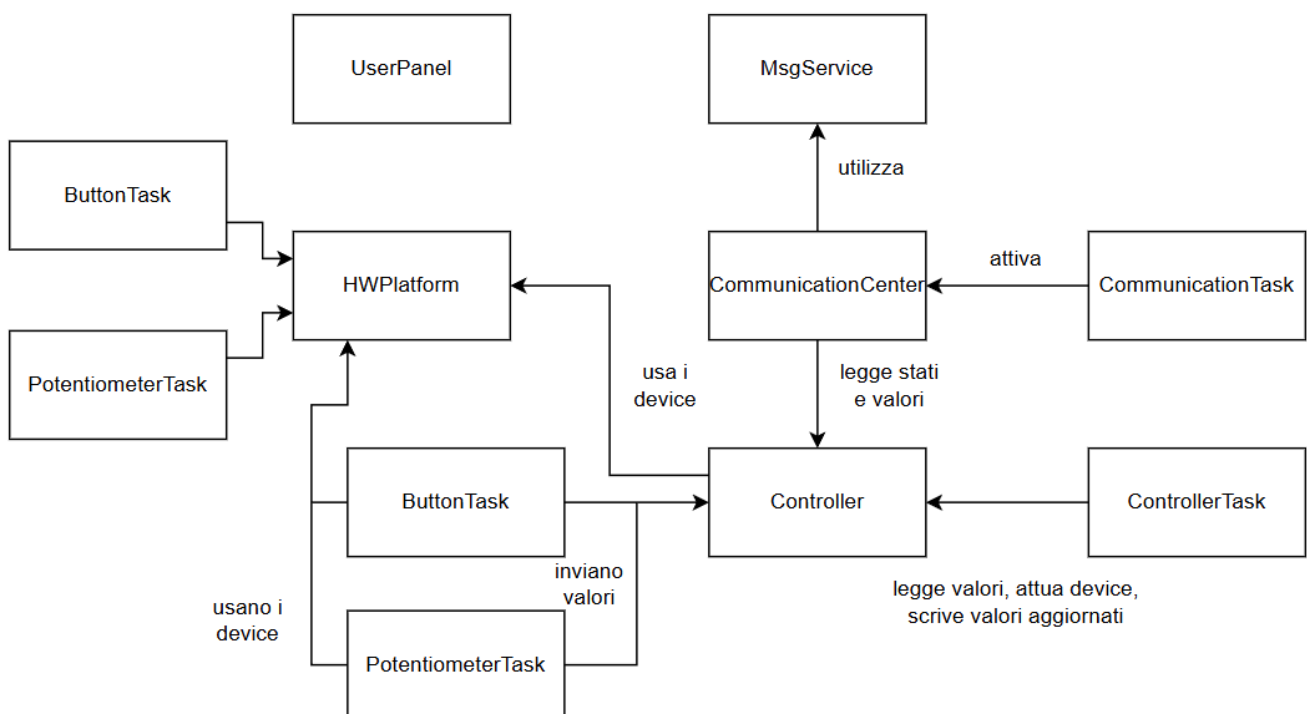 UserPanel
MsgService
ButtonTask
utilizza
HWPlatform
CommunicationCenter
attiva
CommunicationTask
PotentiometerTask
usa i
device
legge stati
e valori
ButtonTask
Controller
ControllerTask
inviano
valori
usano i
device
legge valori, attua device,
scrive valori aggiornati
PotentiometerTask